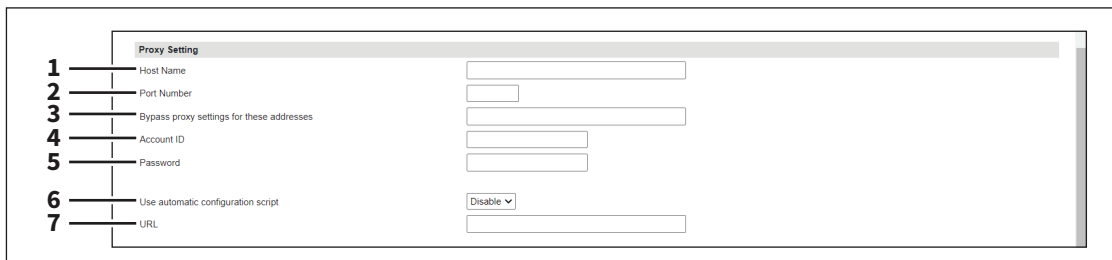 Proxy Setting
1 Host Name
2 Port Number
3 Bypass proxy settings for these addresses
4 Account ID
5 Password
6 Use automatic configuration script Disable
7 URL